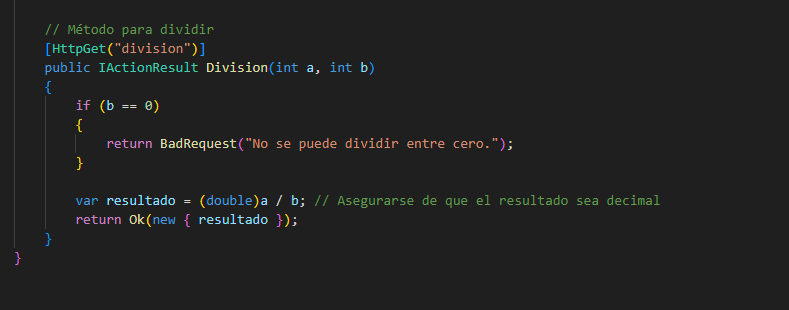 // Método para dividir
[HttpGet("division")]
public IActionResult Division(int a, int b)
{
if (b == 0)
{
return BadRequest("No se puede dividir entre cero.");
}
var resultado = (double)a / b; // Asegurarse de que el resultado sea decimal
return Ok(new { resultado });
}
}